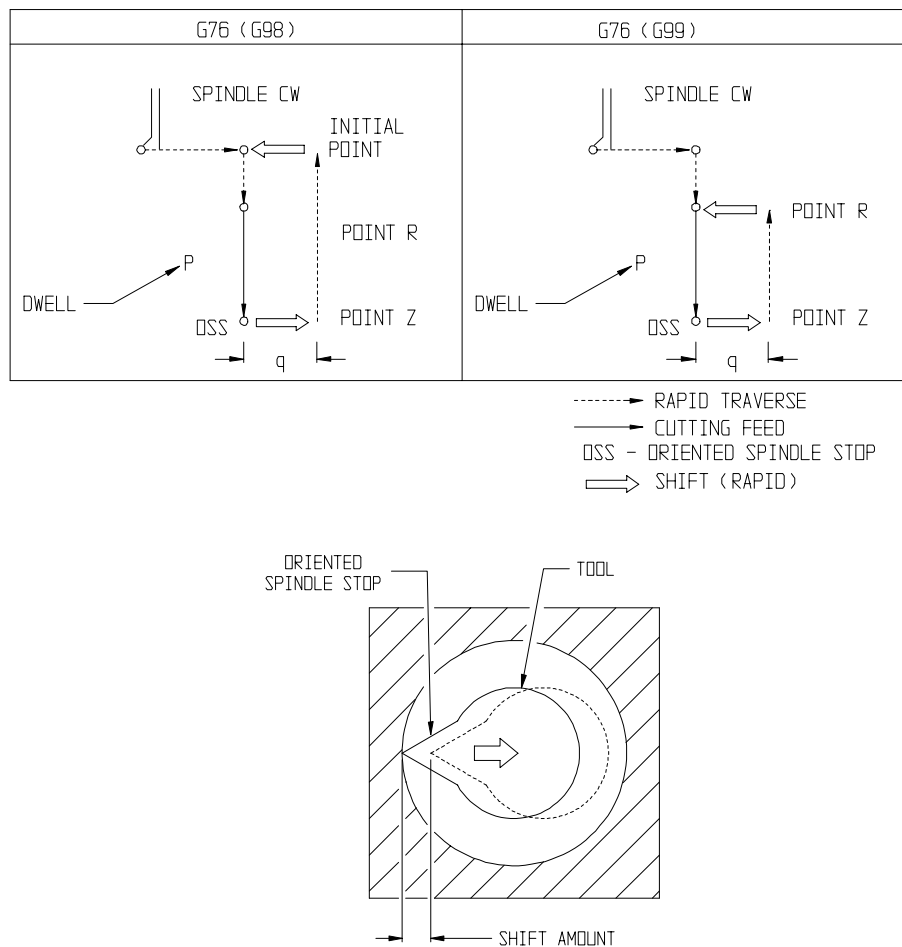 G76 (G98)
G76 (G99)
SPINDLE CW
INITIAL
POINT
POINT R
P
DWELL
OSS
POINT Z
q
SPINDLE CW
POINT R
P
DWELL
OSS
POINT Z
q
RAPID TRAVERSE
CUTTING FEED
OSS - ORIENTED SPINDLE STOP
SHIFT (RAPID)
ORIENTED
SPINDLE STOP
TOOL
SHIFT AMOUNT